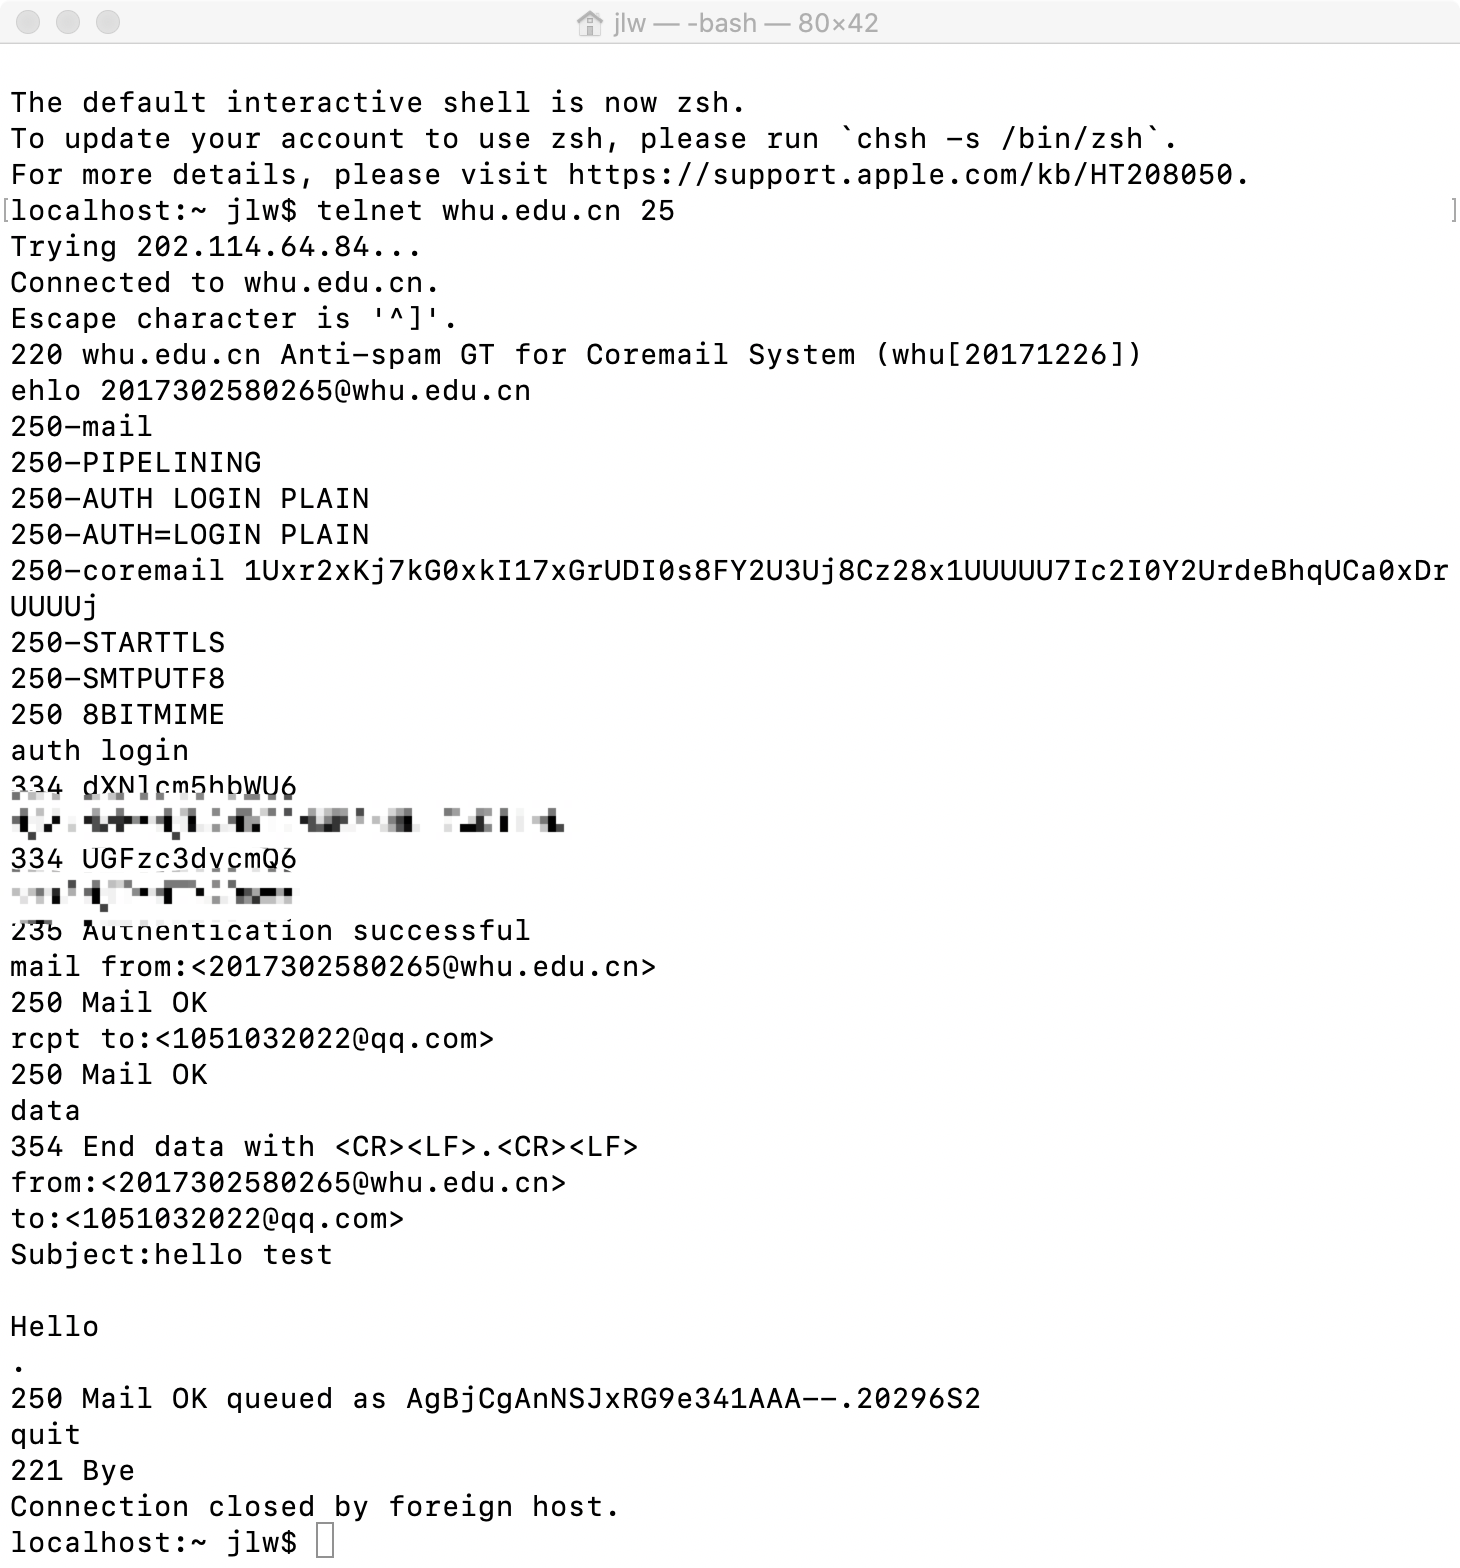 jlw — -bash — 80×42
The default interactive shell is now zsh.
To update your account to use zsh, please run `chsh -s /bin/zsh`.
For more details, please visit https://support.apple.com/kb/HT208050.
[localhost:~ jlw$ telnet whu.edu.cn 25]
Trying 202.114.64.84...
Connected to whu.edu.cn.
Escape character is '^]'.
220 whu.edu.cn Anti-spam GT for Coremail System (whu[20171226])
ehlo 2017302580265@whu.edu.cn
250-mail
250-PIPELINING
250-AUTH LOGIN PLAIN
250-AUTH=LOGIN PLAIN
250-coremail 1Uxr2xKj7kG0xkI17xGrUDI0s8FY2U3Uj8Cz28x1UUUUU7Ic2I0Y2UrdeBhqUCa0xDr
UUUUj
250-STARTTLS
250-SMTPUTF8
250 8BITMIME
auth login
334 dXNlcm5hbWU6
334 UGFzc3dvcmQ6
235 Authentication successful
mail from:<2017302580265@whu.edu.cn>
250 Mail OK
rcpt to:<1051032022@qq.com>
250 Mail OK
data
354 End data with <CR><LF>.<CR><LF>
from:<2017302580265@whu.edu.cn>
to:<1051032022@qq.com>
Subject:hello test
Hello
.
250 Mail OK queued as AgBjCgAnNSJxRG9e341AAA--.20296S2
quit
221 Bye
Connection closed by foreign host.
localhost:~ jlw$